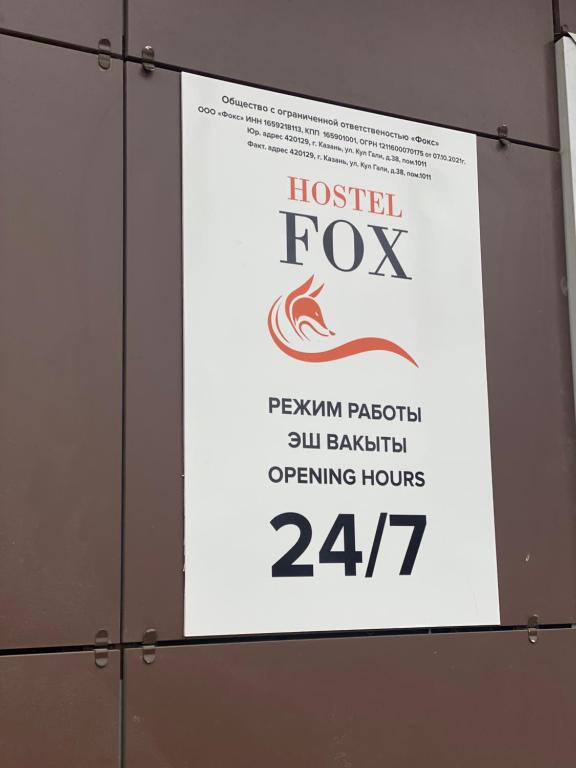 Общество с ограниченной ответственостью «Фокс»
ООО «Фокс» ИНН 1659218113, КПП 165901001, ОГРН 1211600070175 от 07.10.2021г.
Юр. адрес 420129, г. Казань, ул. Кул Гали, д.38, пом.1011
Факт. адрес 420129, г. Казань, ул. Кул Гали, д.38, пом.1011
HOSTEL
FOX
РЕЖИМ РАБОТЫ
ЭШ ВАКЫТЫ
OPENING HOURS
24/7